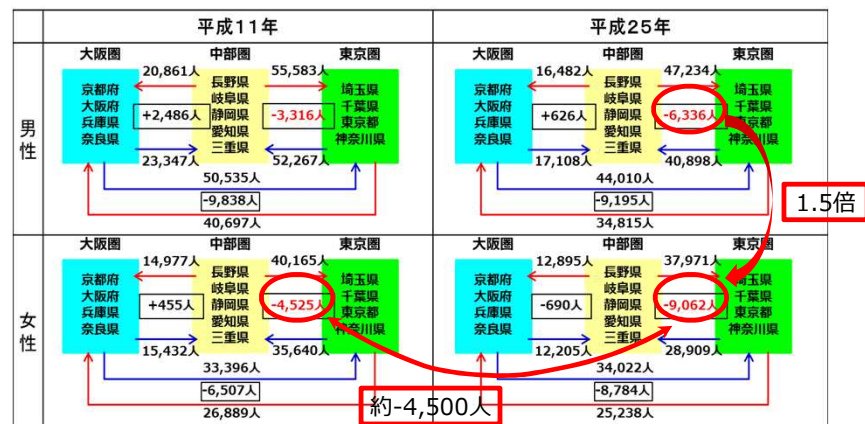 平成11年
平成25年
男性
大阪圏
中部圏
東京圏
20,861人
55,583人
京都府
大阪府
兵庫県
奈良県
+2,486人
長野県
岐阜県
静岡県
愛知県
三重県
-3,316人
埼玉県
千葉県
東京都
神奈川県
23,347人
52,267人
50,535人
-9,838人
40,697人
大阪圏
中部圏
東京圏
16,482人
47,234人
京都府
大阪府
兵庫県
奈良県
+626人
長野県
岐阜県
静岡県
愛知県
三重県
-6,336人
埼玉県
千葉県
東京都
神奈川県
17,108人
40,898人
44,010人
-9,195人
34,815人
1.5倍
女性
大阪圏
中部圏
東京圏
14,977人
40,165人
京都府
大阪府
兵庫県
奈良県
+455人
長野県
岐阜県
静岡県
愛知県
三重県
-4,525人
埼玉県
千葉県
東京都
神奈川県
15,432人
35,640人
33,396人
-6,507人
26,889人
大阪圏
中部圏
東京圏
12,895人
37,971人
京都府
大阪府
兵庫県
奈良県
-690人
長野県
岐阜県
静岡県
愛知県
三重県
-9,062人
埼玉県
千葉県
東京都
神奈川県
12,205人
28,909人
34,022人
-8,784人
25,238人
約-4,500人